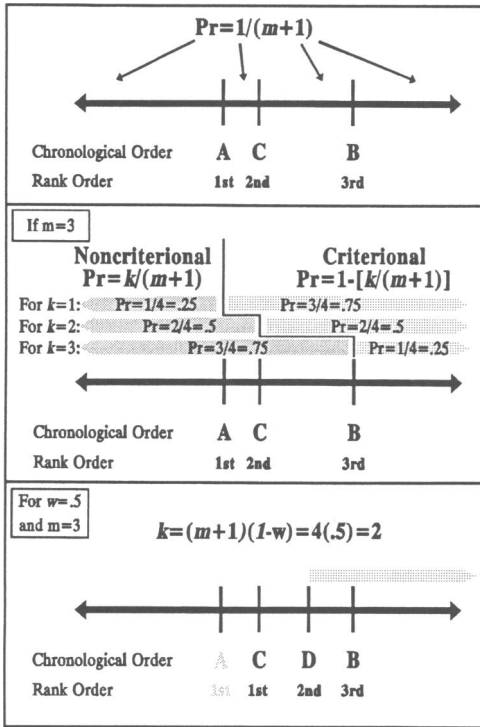 Pr=1/(m+1)
Chronological Order A C B
Rank Order 1st 2nd 3rd
If m=3
Noncriterional Criterional
Pr=k/(m+1) Pr=1-[k/(m+1)]
For k=1: Pr=1/4=.25 Pr=3/4=.75
For k=2: Pr=2/4=.5 Pr=2/4=.5
For k=3: Pr=3/4=.75 Pr=1/4=.25
Chronological Order A C B
Rank Order 1st 2nd 3rd
For w=.5
and m=3
k=(m+1)(1-w)=4(.5)=2
Chronological Order A C D B
Rank Order 1st 1st 2nd 3rd